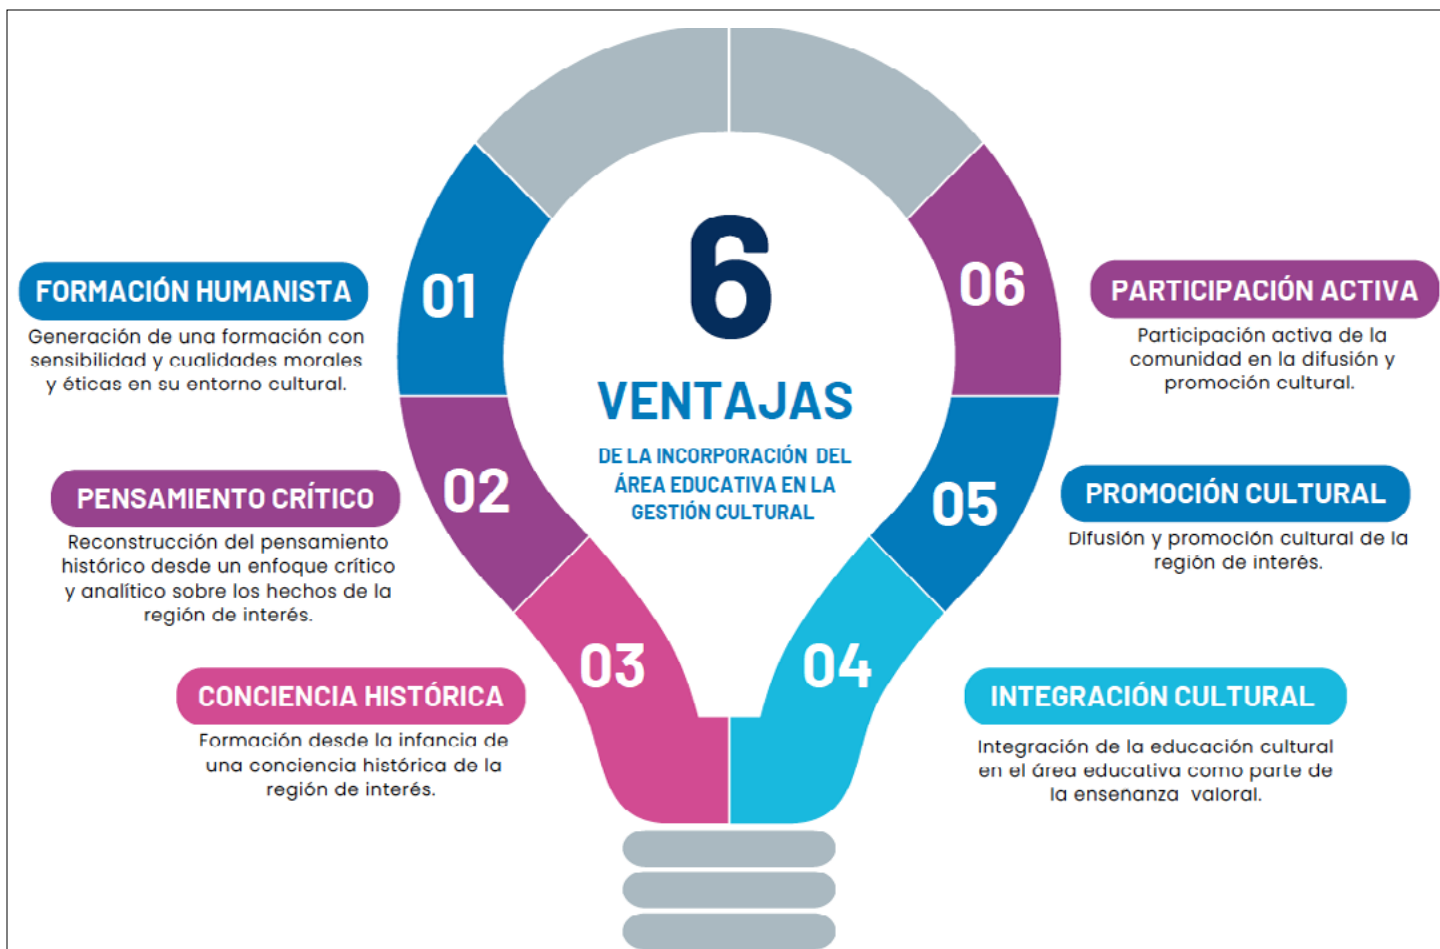 6
VENTAJAS
DE LA INCORPORACIÓN DEL
ÁREA EDUCATIVA EN LA
GESTIÓN CULTURAL
01
FORMACIÓN HUMANISTA
Generación de una formación con
sensibilidad y cualidades morales
y éticas en su entorno cultural.
02
PENSAMIENTO CRÍTICO
Reconstrucción del pensamiento
histórico desde un enfoque crítico
y analítico sobre los hechos de la
región de interés.
03
CONCIENCIA HISTÓRICA
Formación desde la infancia de
una conciencia histórica de la
región de interés.
04
INTEGRACIÓN CULTURAL
Integración de la educación cultural
en el área educativa como parte de
la enseñanza valoral.
05
PROMOCIÓN CULTURAL
Difusión y promoción cultural de la
región de interés.
06
PARTICIPACIÓN ACTIVA
Participación activa de la
comunidad en la difusión y
promoción cultural.